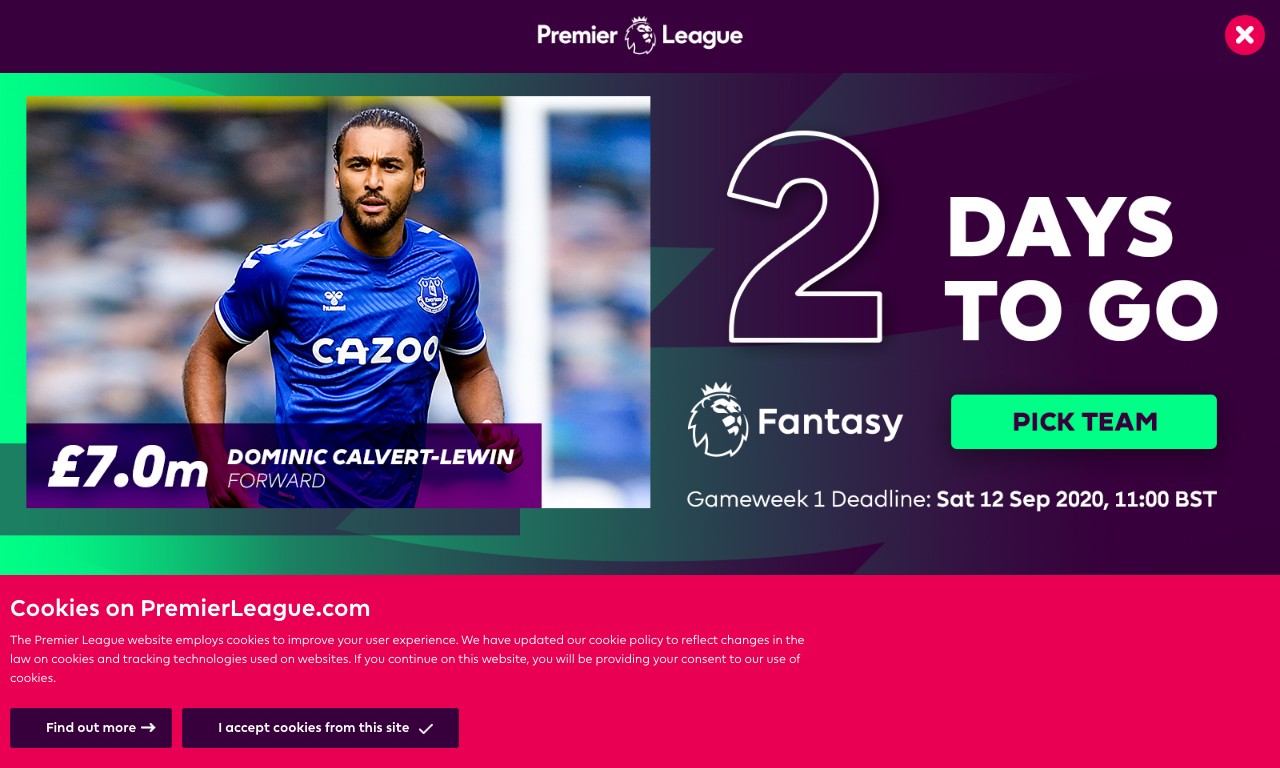 Premier League
2
DAYS
TO GO
hummel
Everton
CAZOO
£7.0m
DOMINIC CALVERT-LEWIN
FORWARD
Fantasy
PICK TEAM
Gameweek 1 Deadline: Sat 12 Sep 2020, 11:00 BST
Cookies on PremierLeague.com
The Premier League website employs cookies to improve your user experience. We have updated our cookie policy to reflect changes in the
law on cookies and tracking technologies used on websites. If you continue on this website, you will be providing your consent to our use of
cookies.
Find out more
I accept cookies from this site